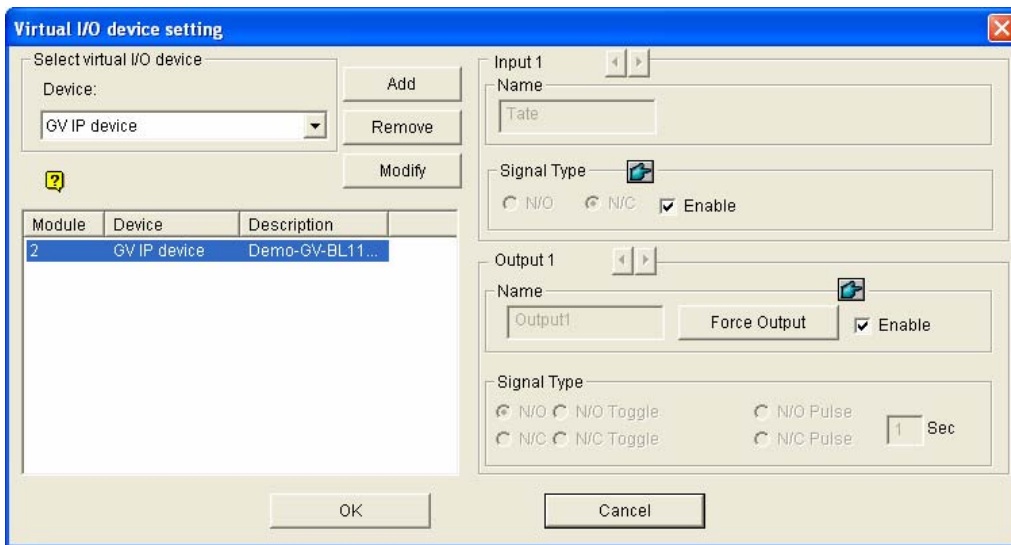 Virtual I/O device setting
Select virtual I/O device
Device:
GV IP device
Add
Remove
Modify
Module Device Description
2 GV IP device Demo-GV-BL11...
Input 1
Name
Tate
Signal Type
N/O N/C Enable
Output 1
Name
Output1 Force Output Enable
Signal Type
N/O N/O Toggle N/O Pulse
N/C N/C Toggle N/C Pulse
1 Sec
OK Cancel